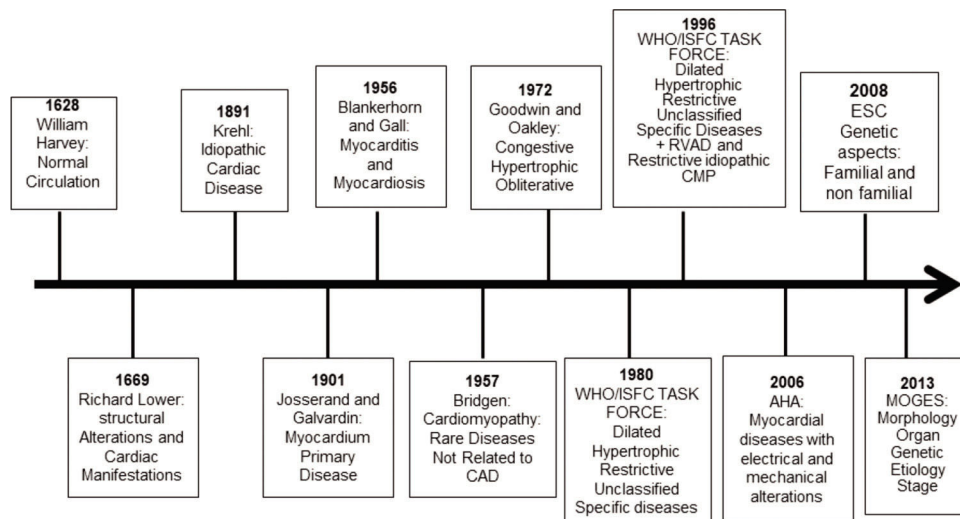 1628
William
Harvey:
Normal
Circulation
1891
Krehl:
Idiopathic
Cardiac
Disease
1956
Blankerhorn
and Gall:
Myocarditis
and
Myocardiosis
1972
Goodwin and
Oakley:
Congestive
Hypertrophic
Obliterative
1996
WHO/ISFC TASK
FORCE:
Dilated
Hypertrophic
Restrictive
Unclassified
Specific Diseases
+ RVAD and
Restrictive idiopathic
CMP
2008
ESC
Genetic
aspects:
Familial and
non familial
1669
Richard Lower:
structural
Alterations and
Cardiac
Manifestations
1901
Josserand and
Galvardin:
Myocardium
Primary
Disease
1957
Bridgen:
Cardiomyopathy:
Rare Diseases
Not Related to
CAD
1980
WHO/ISFC TASK
FORCE:
Dilated
Hypertrophic
Restrictive
Unclassified
Specific diseases
2006
AHA:
Myocardial
diseases with
electrical and
mechanical
alterations
2013
MOGES:
Morphology
Organ
Genetic
Etiology
Stage